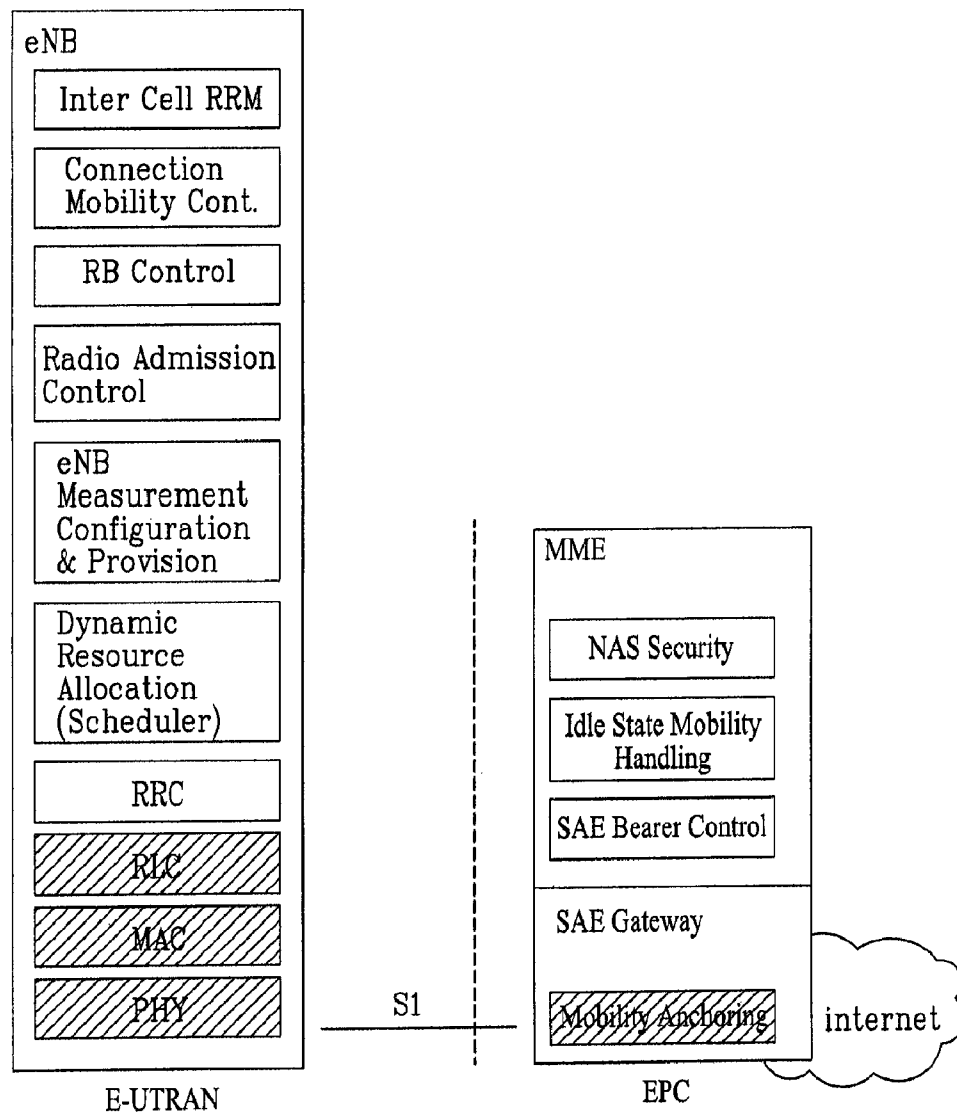 eNB
Inter Cell RRM
Connection
Mobility Cont.
RB Control
Radio Admission
Control
eNB
Measurement
Configuration
& Provision
Dynamic
Resource
Allocation
(Scheduler)
RRC
RLC
MAC
PHY
E-UTRAN
S1
MME
NAS Security
Idle State Mobility
Handling
SAE Bearer Control
SAE Gateway
Mobility Anchoring
EPC
internet